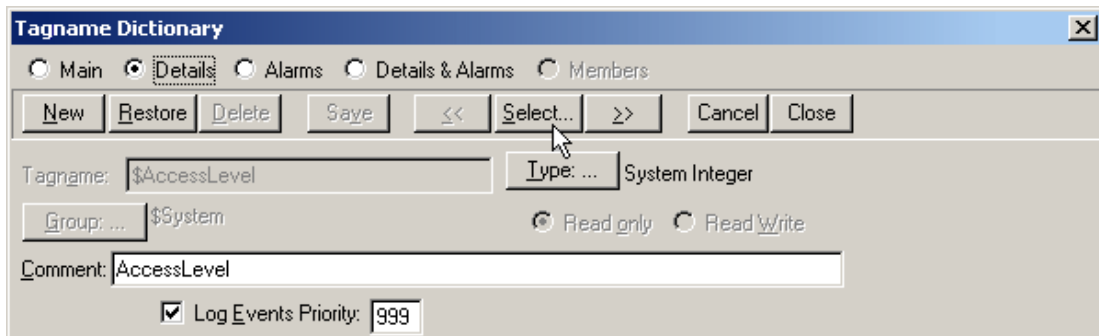 Tagname Dictionary
Main Details Alarms Details & Alarms Members
New Restore Delete Save << Select... >> Cancel Close
Tagname: $AccessLevel Type: ... System Integer
Group: ... $System Read only Read Write
Comment: AccessLevel
Log Events Priority: 999